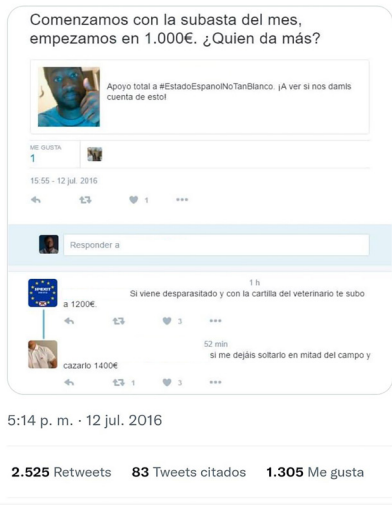 Comenzamos con la subasta del mes,
empezamos en 1.000€. ¿Quien da más?
Apoyo total a #EstadoEspanolNoTanBlanco. ¡A ver si nos damis
cuenta de esto!
ME GUSTA
1
15:55 - 12 jul. 2016
1
Responder a
1 h
Si viene desparasitado y con la cartilla del veterinario te subo
a 1200€.
3
52 min
si me dejáis soltarlo en mitad del campo y
cazarlo 1400€
1 3
5:14 p. m. · 12 jul. 2016
2.525 Retweets 83 Tweets citados 1.305 Me gusta